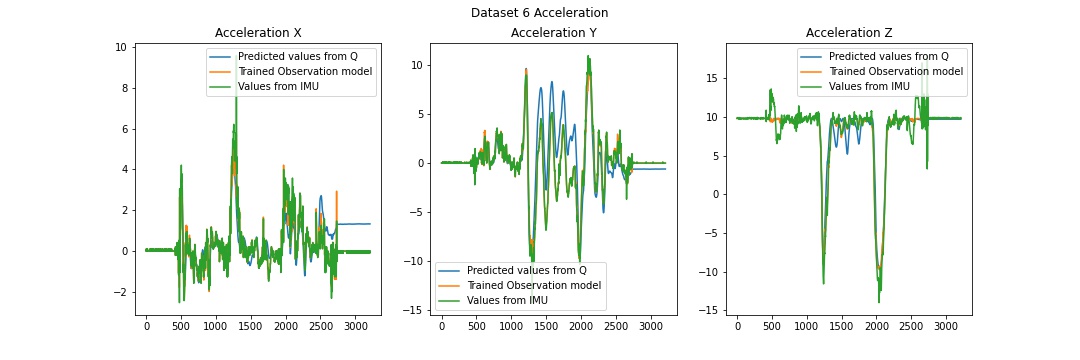 Dataset 6 Acceleration
Acceleration X
10
8
6
4
2
0
−2
0 500 1000 1500 2000 2500 3000
Predicted values from Q
Trained Observation model
Values from IMU
Acceleration Y
10
5
0
−5
−10
−15
0 500 1000 1500 2000 2500 3000
Predicted values from Q
Trained Observation model
Values from IMU
Acceleration Z
15
10
5
0
−5
−10
−15
0 500 1000 1500 2000 2500 3000
Predicted values from Q
Trained Observation model
Values from IMU